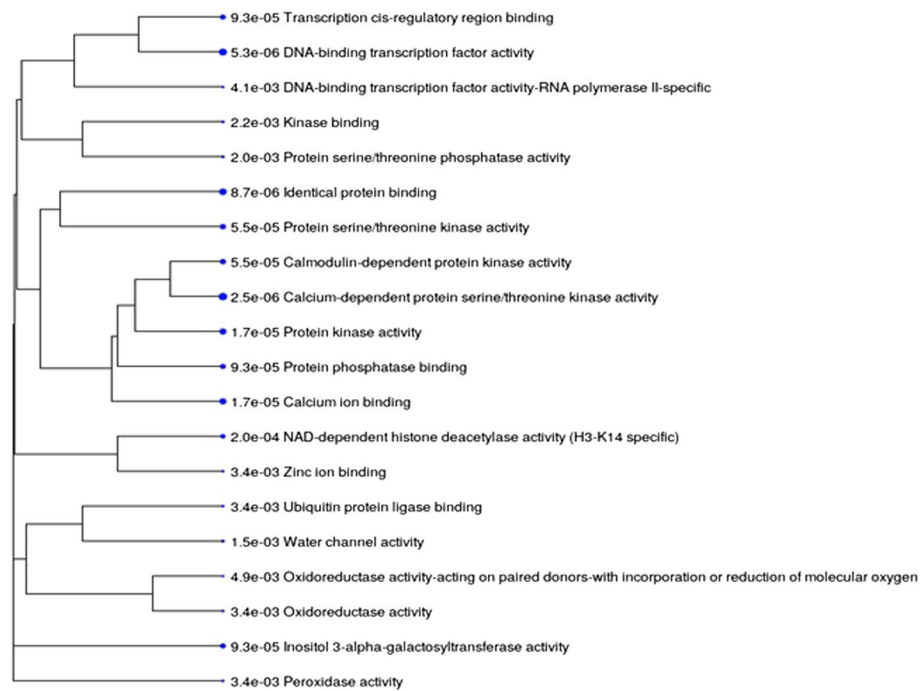 9.3e-05 Transcription cis-regulatory region binding
5.3e-06 DNA-binding transcription factor activity
4.1e-03 DNA-binding transcription factor activity-RNA polymerase II-specific
2.2e-03 Kinase binding
2.0e-03 Protein serine/threonine phosphatase activity
8.7e-06 Identical protein binding
5.5e-05 Protein serine/threonine kinase activity
5.5e-05 Calmodulin-dependent protein kinase activity
2.5e-06 Calcium-dependent protein serine/threonine kinase activity
1.7e-05 Protein kinase activity
9.3e-05 Protein phosphatase binding
1.7e-05 Calcium ion binding
2.0e-04 NAD-dependent histone deacetylase activity (H3-K14 specific)
3.4e-03 Zinc ion binding
3.4e-03 Ubiquitin protein ligase binding
1.5e-03 Water channel activity
4.9e-03 Oxidoreductase activity-acting on paired donors-with incorporation or reduction of molecular oxygen
3.4e-03 Oxidoreductase activity
9.3e-05 Inositol 3-alpha-galactosyltransferase activity
3.4e-03 Peroxidase activity